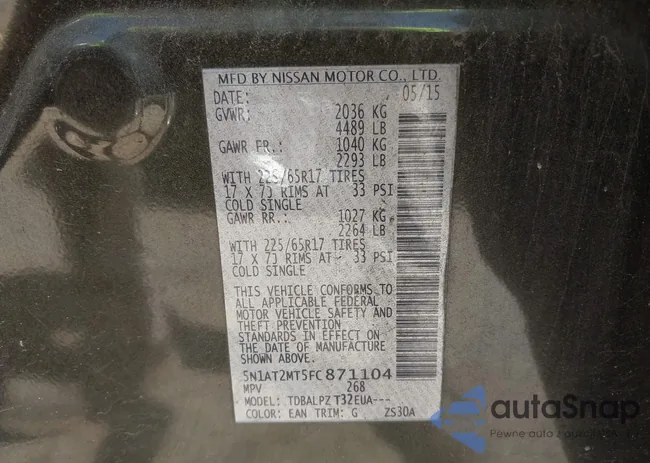 MFD BY NISSAN MOTOR CO., LTD.
DATE: 05/15
GVWR: 2036 KG
4489 LB
GAWR FR.: 1040 KG
2293 LB
WITH 225/65R17 TIRES
17 X 7J RIMS AT 33 PSI
COLD SINGLE
GAWR RR.: 1027 KG
2264 LB
WITH 225/65R17 TIRES
17 X 7J RIMS AT 33 PSI
COLD SINGLE
THIS VEHICLE CONFORMS TO
ALL APPLICABLE FEDERAL
MOTOR VEHICLE SAFETY AND
THEFT PREVENTION
STANDARDS IN EFFECT ON
THE DATE OF MANUFACTURE
SHOWN ABOVE.
5N1AT2MT5FC871104
MPV 268
MODEL: TDBALPZ T32EUA---
COLOR: EAN TRIM: G ZS30A
autoSnap
Pewne auto z autoSnap